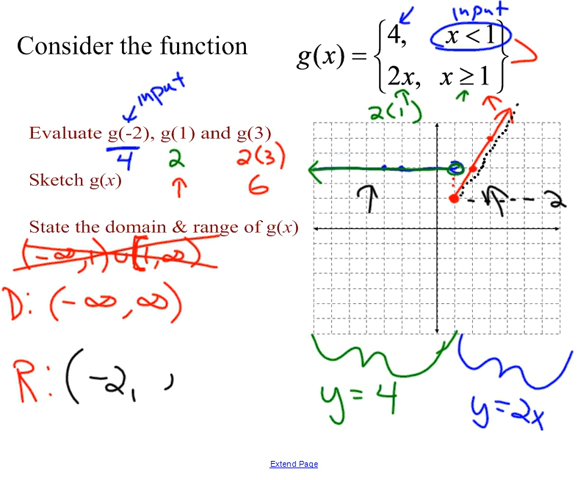 input
Consider the function
g(x) = { 4, x < 1
2x, x ≥ 1
input
2(1)
Evaluate g(-2), g(1) and g(3)
4 2 2(3)
Sketch g(x) 6
State the domain & range of g(x)
(-∞, 1) ∪ [1, ∞)
D: (-∞, ∞)
R: (-2, )
-- 2
y = 4
y = 2x
Extend Page